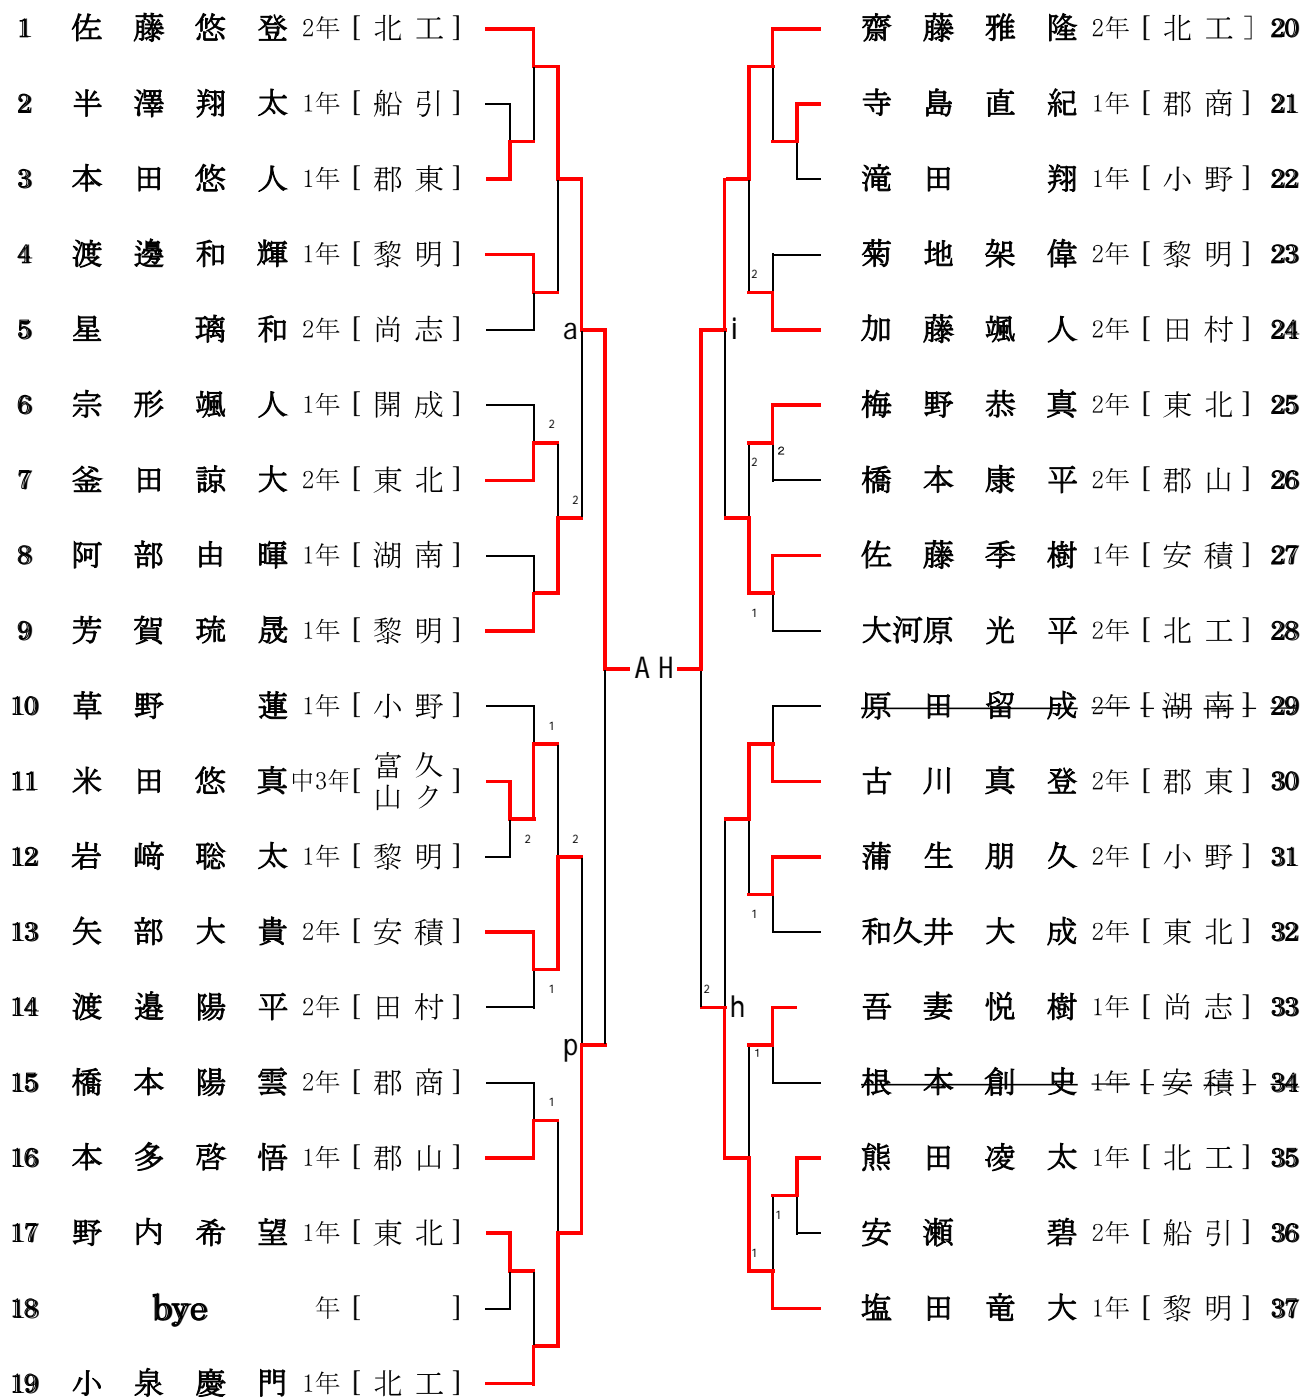 1 佐藤悠登 2年 [北工]
2 半澤翔太 1年 [船引]
3 本田悠人 1年 [郡東]
4 渡邊和輝 1年 [黎明]
5 星 璃和 2年 [尚志]
a
6 宗形颯人 1年 [開成]
2
7 釜田諒大 2年 [東北]
2
8 阿部由暉 1年 [湖南]
9 芳賀琉晟 1年 [黎明]
A
10 草野 蓮 1年 [小野]
1
11 米田悠真 中3年 [富久山ク]
2
2
12 岩﨑聡太 1年 [黎明]
13 矢部大貴 2年 [安積]
1
14 渡邉陽平 2年 [田村]
p
15 橋本陽雲 2年 [郡商]
1
16 本多啓悟 1年 [郡山]
17 野内希望 1年 [東北]
18 bye 年 [ ]
19 小泉慶門 1年 [北工]
齋藤雅隆 2年 [北工] 20
寺島直紀 1年 [郡商] 21
滝田 翔 1年 [小野] 22
菊地架偉 2年 [黎明] 23
2
加藤颯人 2年 [田村] 24
i
梅野恭真 2年 [東北] 25
2
2
橋本康平 2年 [郡山] 26
佐藤季樹 1年 [安積] 27
1
大河原光平 2年 [北工] 28
H
原田留成 2年 [湖南] 29
古川真登 2年 [郡東] 30
蒲生朋久 2年 [小野] 31
1
和久井大成 2年 [東北] 32
2
h
吾妻悦樹 1年 [尚志] 33
1
根本創史 1年 [安積] 34
熊田凌太 1年 [北工] 35
1
安瀬 碧 2年 [船引] 36
1
塩田竜大 1年 [黎明] 37